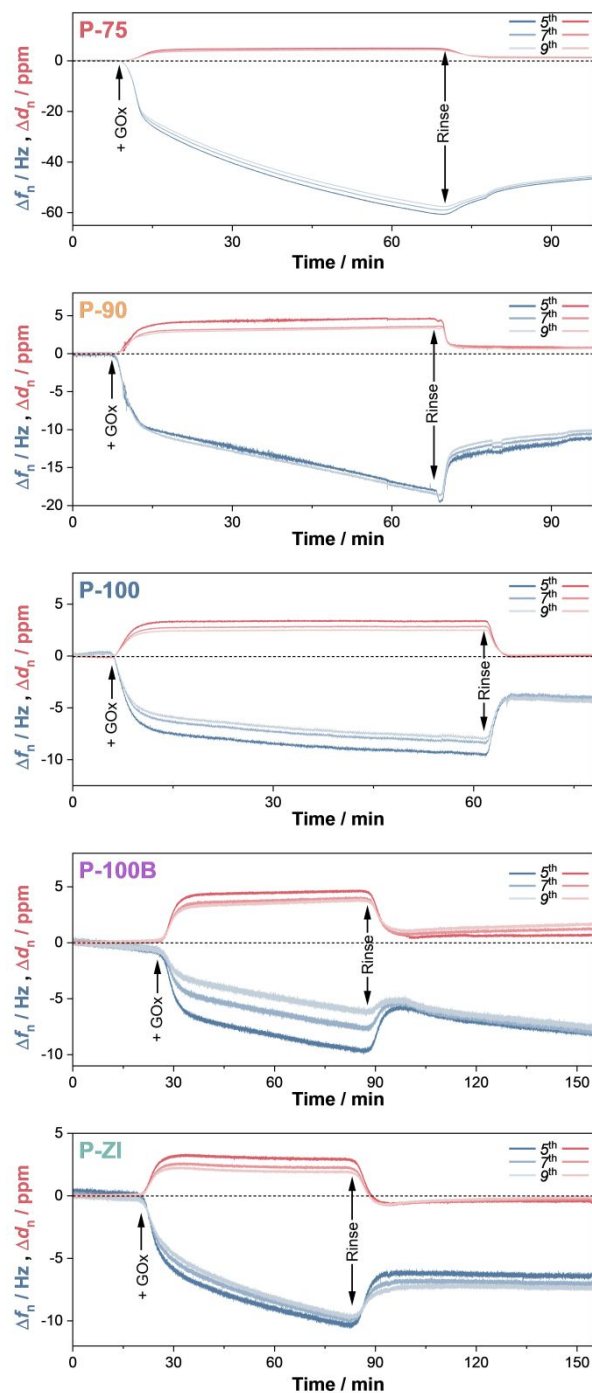 P-75
5th
7th
9th
Δfn / Hz , Δdn / ppm
0
-20
-40
-60
+ GOx
Rinse
0 30 60 90
Time / min
P-90
5th
7th
9th
Δfn / Hz , Δdn / ppm
5
0
-5
-10
-15
-20
+ GOx
Rinse
0 30 60 90
Time / min
P-100
5th
7th
9th
Δfn / Hz , Δdn / ppm
5
0
-5
-10
+ GOx
Rinse
0 30 60
Time / min
P-100B
5th
7th
9th
Δfn / Hz , Δdn / ppm
5
0
-5
-10
+ GOx
Rinse
0 30 60 90 120 150
Time / min
P-ZI
5th
7th
9th
Δfn / Hz , Δdn / ppm
5
0
-5
-10
+ GOx
Rinse
0 30 60 90 120 150
Time / min